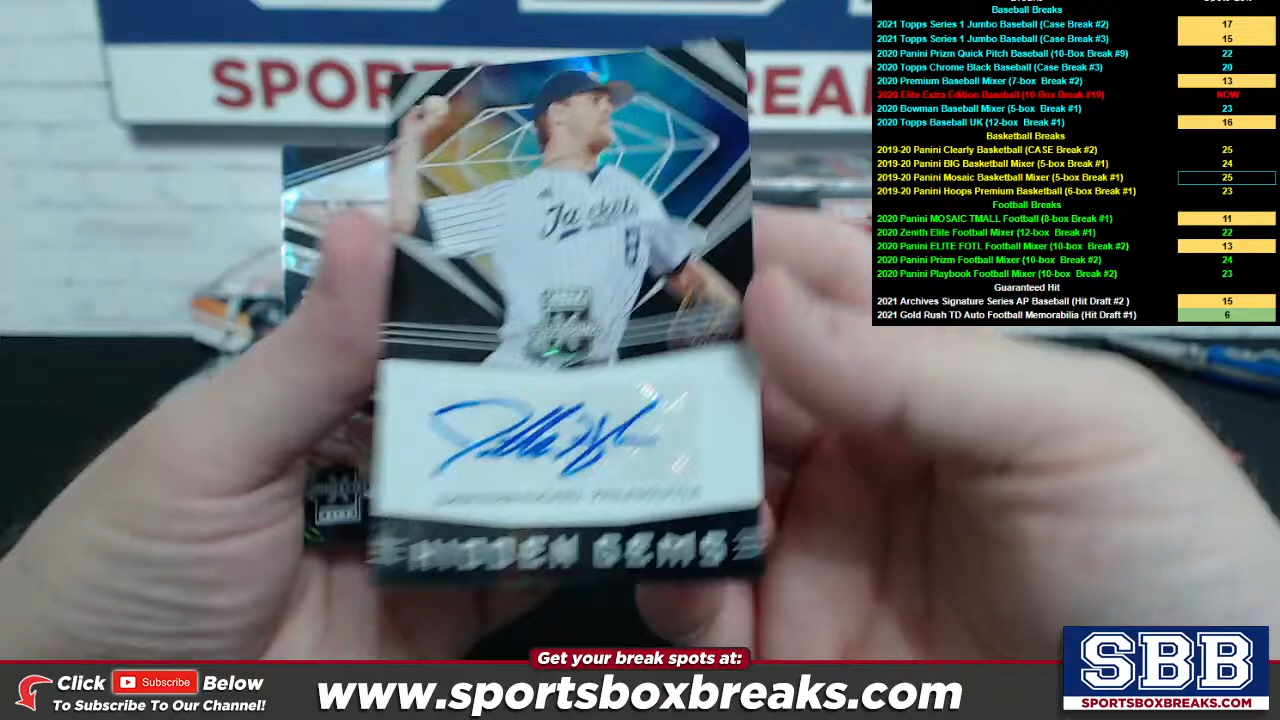 Baseball Breaks
2021 Topps Series 1 Jumbo Baseball (Case Break #2) 17
2021 Topps Series 1 Jumbo Baseball (Case Break #3) 15
2020 Panini Prizm Quick Pitch Baseball (10-Box Break #9) 22
2020 Topps Chrome Black Baseball (Case Break #3) 20
2020 Premium Baseball Mixer (7-box Break #2) 13
2020 Elite Extra Edition Baseball (10-Box Break #19) NOW
2020 Bowman Baseball Mixer (5-box Break #1) 23
2020 Topps Baseball UK (12-box Break #1) 16
Basketball Breaks
2019-20 Panini Clearly Basketball (CASE Break #2) 25
2019-20 Panini BIG Basketball Mixer (5-box Break #1) 24
2019-20 Panini Mosaic Basketball Mixer (5-box Break #1) 25
2019-20 Panini Hoops Premium Basketball (6-box Break #1) 23
Football Breaks
2020 Panini MOSAIC TMALL Football (8-box Break #1) 11
2020 Zenith Elite Football Mixer (12-box Break #1) 22
2020 Panini ELITE FOTL Football Mixer (10-box Break #2) 13
2020 Panini Prizm Football Mixer (10-box Break #2) 24
2020 Panini Playbook Football Mixer (10-box Break #2) 23
Guaranteed Hit
2021 Archives Signature Series AP Baseball (Hit Draft #2 ) 15
2021 Gold Rush TD Auto Football Memorabilia (Hit Draft #1) 6
SPORTS
Jackets
HIDDEN GEMS
Get your break spots at:
Click Subscribe Below
To Subscribe To Our Channel!
www.sportsboxbreaks.com
SBB
SPORTSBOXBREAKS.COM